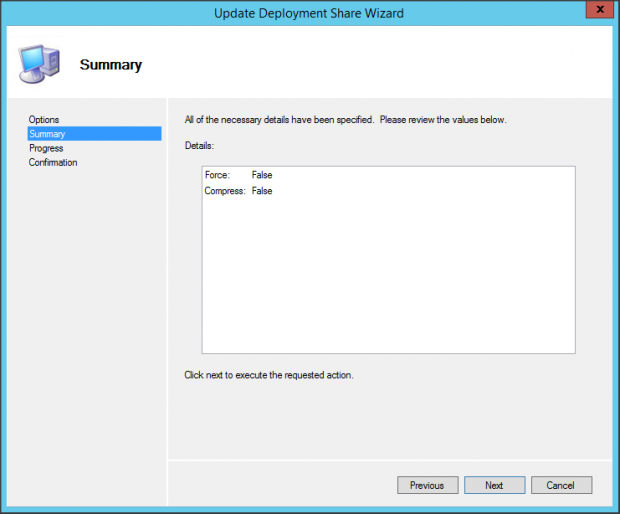 Update Deployment Share Wizard
x
Summary
Options
Summary
Progress
Confirmation
All of the necessary details have been specified. Please review the values below.
Details:
Force: False
Compress: False
Click next to execute the requested action.
Previous Next Cancel